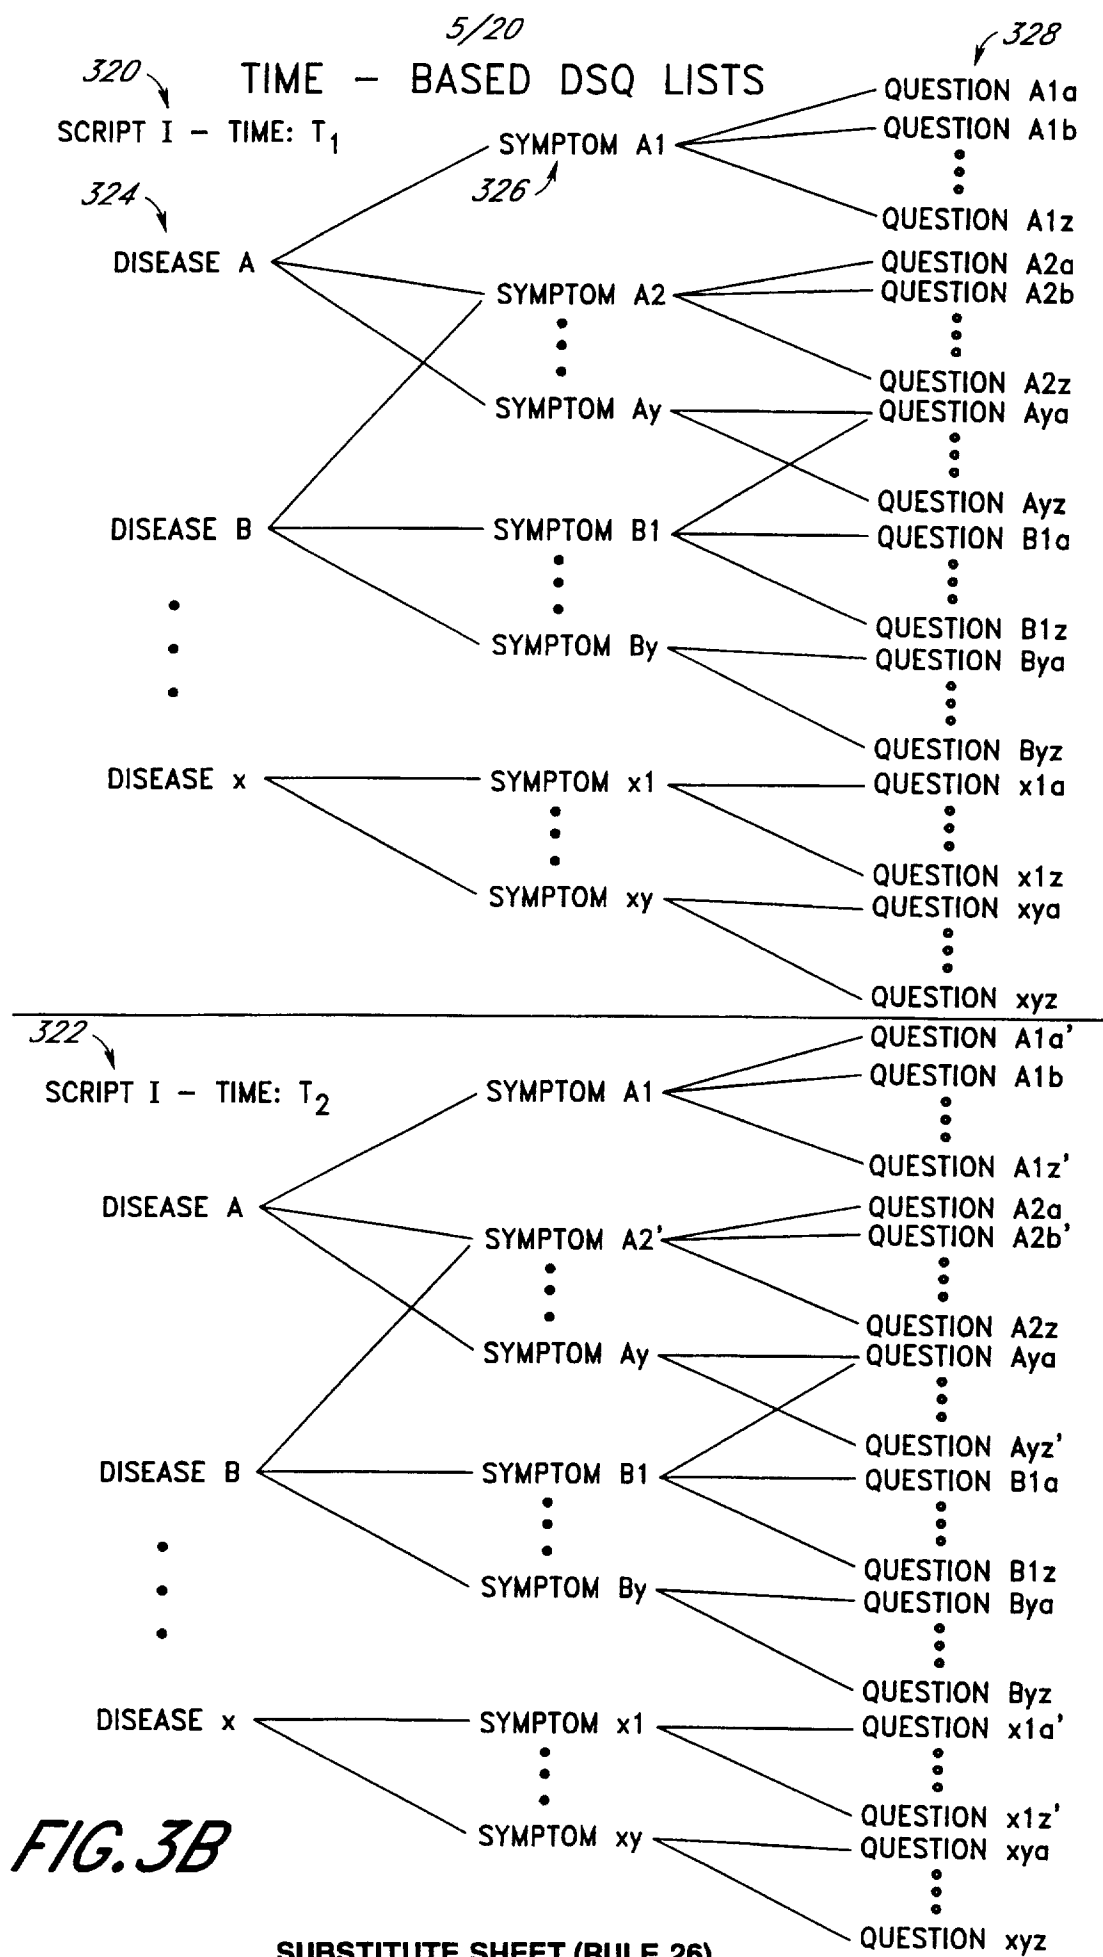 5/20
328
320
TIME – BASED DSQ LISTS
QUESTION A1a
SCRIPT I – TIME: T1
SYMPTOM A1
QUESTION A1b
324
326
QUESTION A1z
DISEASE A
QUESTION A2a
SYMPTOM A2
QUESTION A2b
QUESTION A2z
SYMPTOM Ay
QUESTION Aya
QUESTION Ayz
DISEASE B
SYMPTOM B1
QUESTION B1a
QUESTION B1z
SYMPTOM By
QUESTION Bya
QUESTION Byz
DISEASE x
SYMPTOM x1
QUESTION x1a
QUESTION x1z
SYMPTOM xy
QUESTION xya
QUESTION xyz
322
QUESTION A1a'
SCRIPT I – TIME: T2
SYMPTOM A1
QUESTION A1b
QUESTION A1z'
DISEASE A
QUESTION A2a
SYMPTOM A2'
QUESTION A2b'
QUESTION A2z
SYMPTOM Ay
QUESTION Aya
QUESTION Ayz'
DISEASE B
SYMPTOM B1
QUESTION B1a
QUESTION B1z
SYMPTOM By
QUESTION Bya
QUESTION Byz
DISEASE x
SYMPTOM x1
QUESTION x1a'
QUESTION x1z'
SYMPTOM xy
QUESTION xya
FIG. 3B
QUESTION xyz
SUBSTITUTE SHEET (RULE 26)